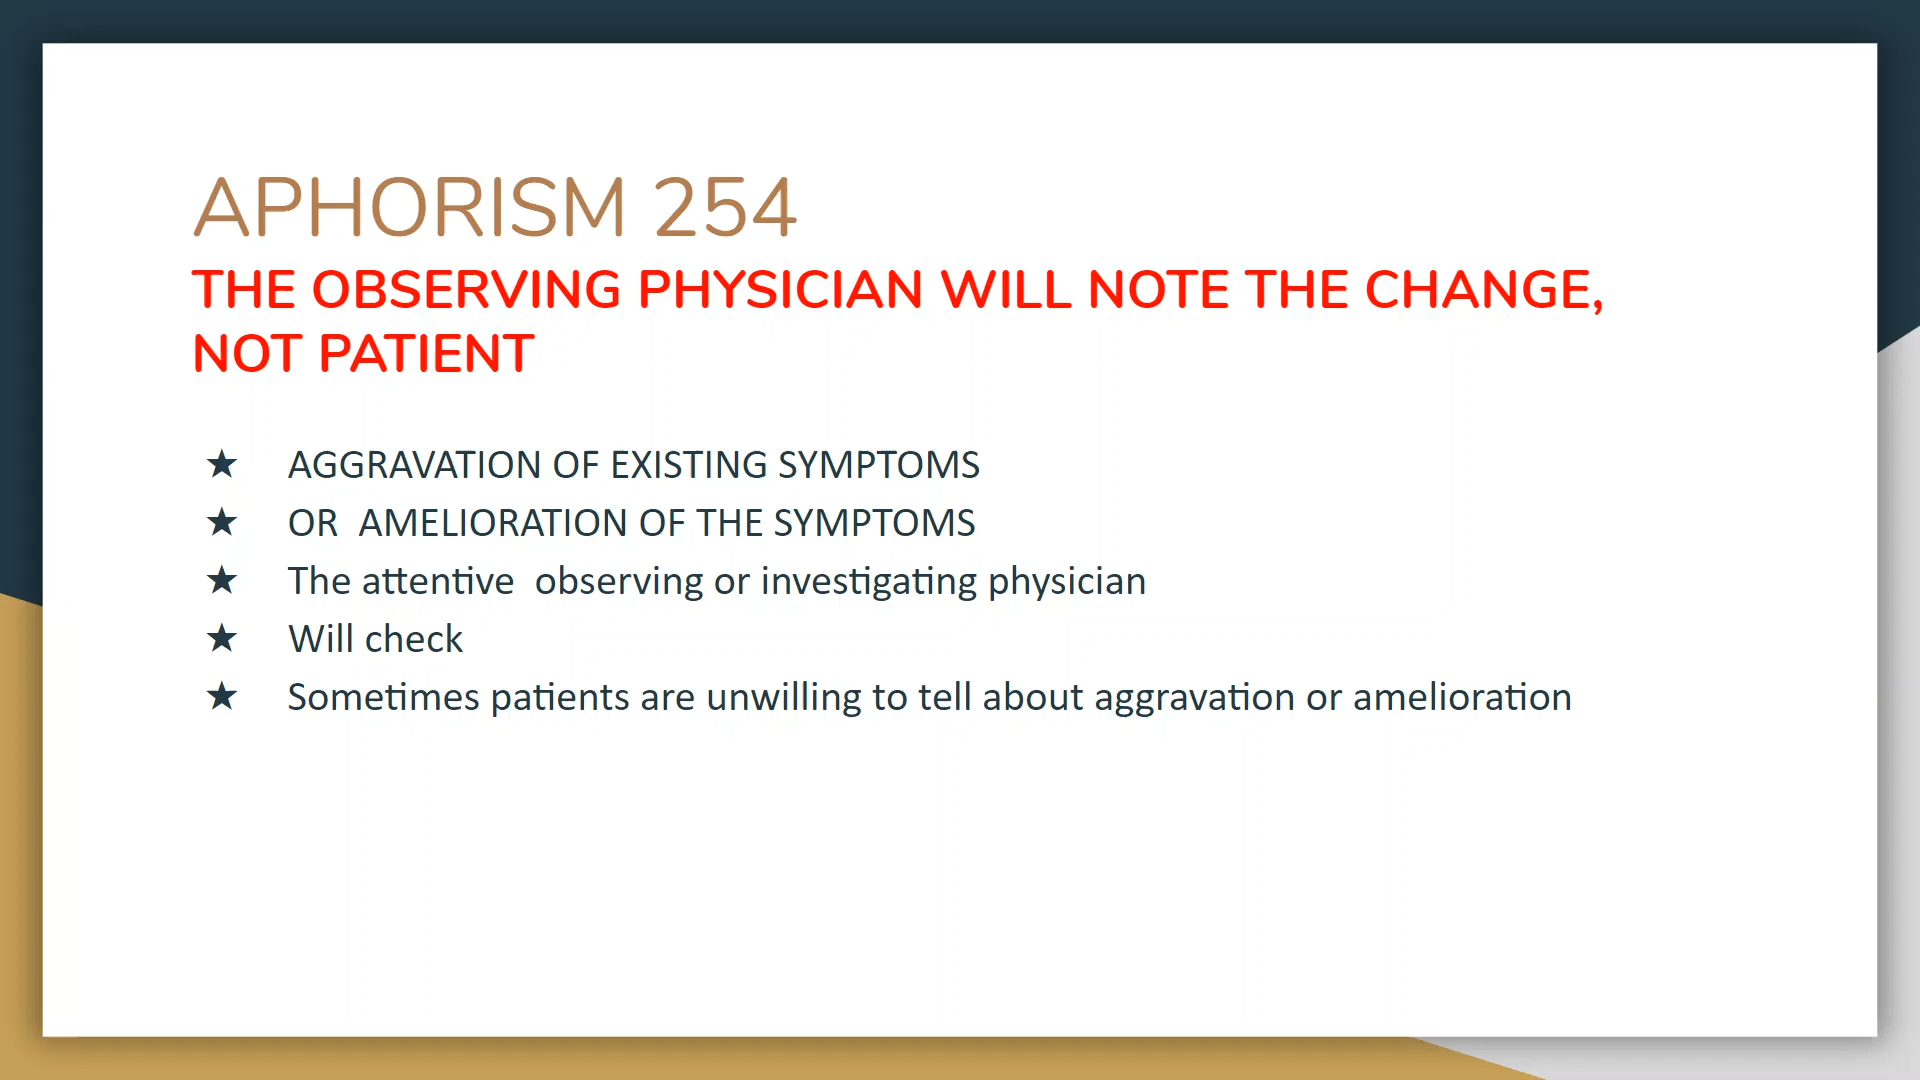 APHORISM 254
THE OBSERVING PHYSICIAN WILL NOTE THE CHANGE,
NOT PATIENT
★ AGGRAVATION OF EXISTING SYMPTOMS
★ OR  AMELIORATION OF THE SYMPTOMS
★ The attentive  observing or investigating physician
★ Will check
★ Sometimes patients are unwilling to tell about aggravation or amelioration